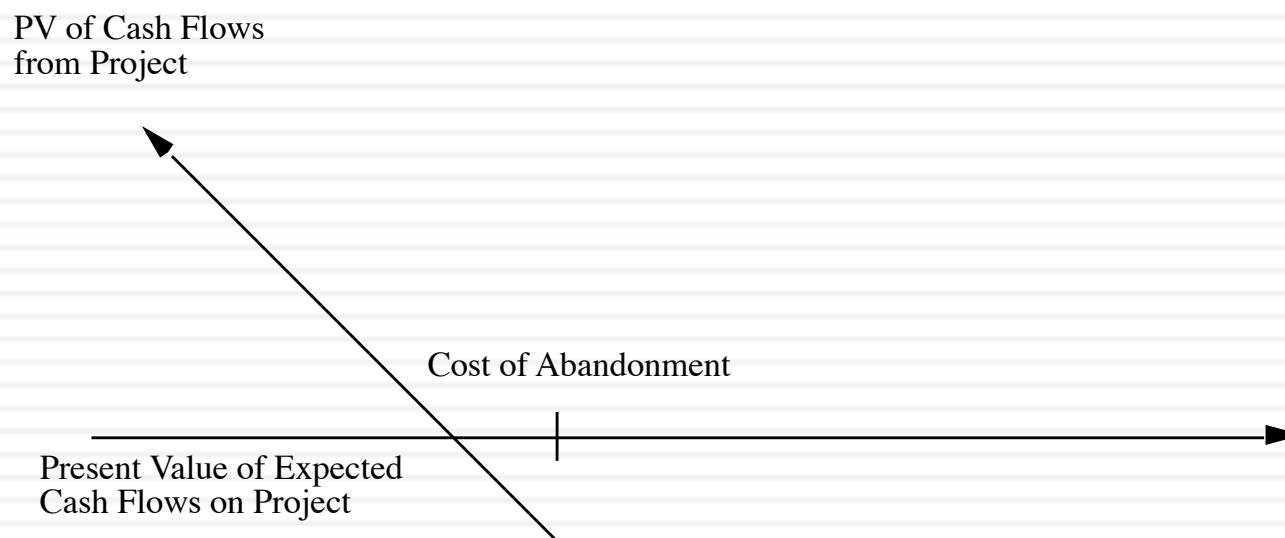 PV of Cash Flows
from Project
Cost of Abandonment
Present Value of Expected
Cash Flows on Project